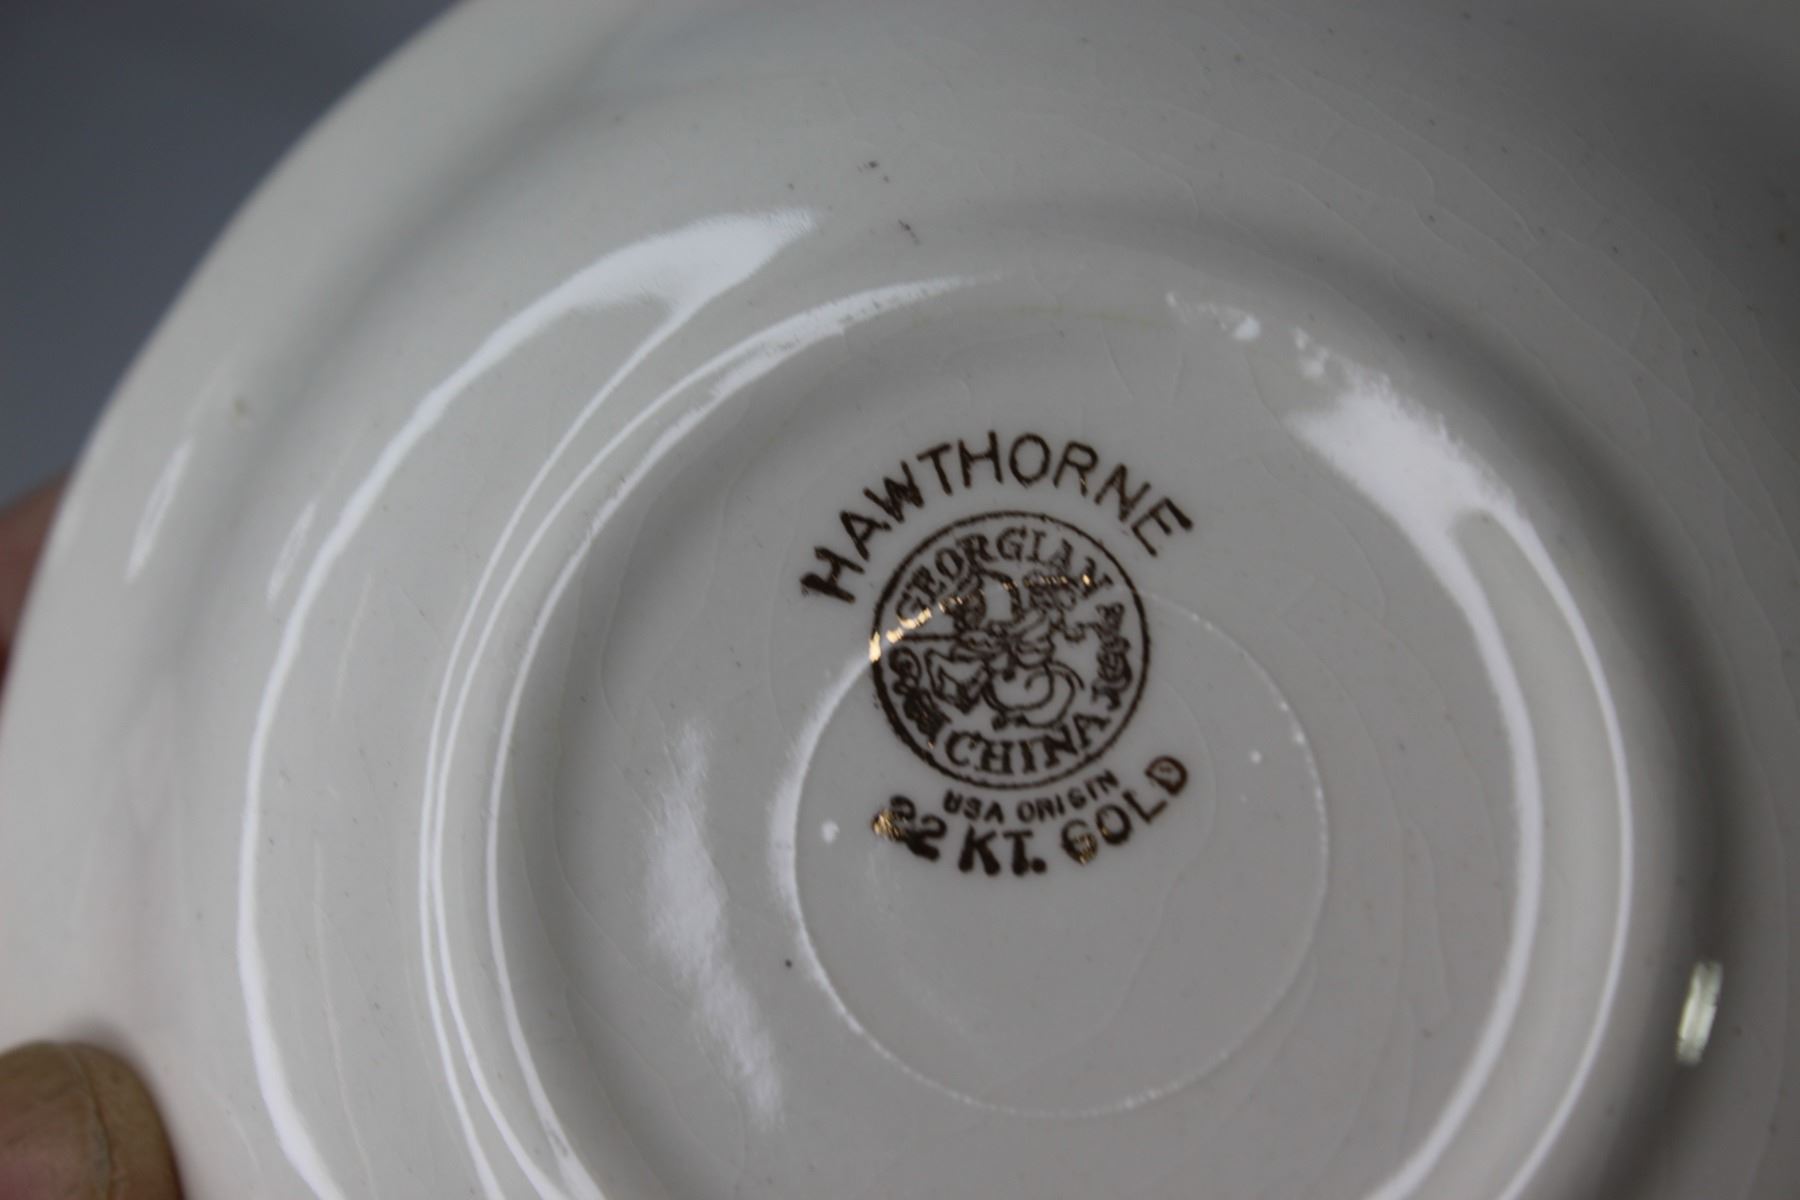 HAWTHORNE
GEORGIAN
CHINA
USA ORIGIN
22 KT. GOLD